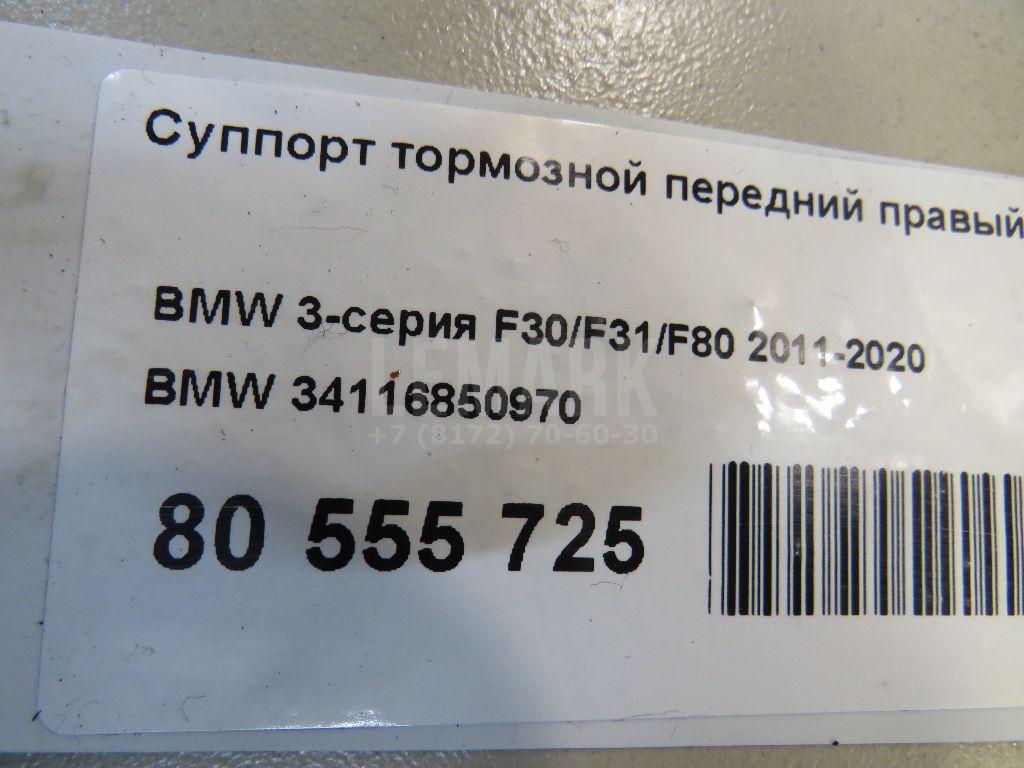 Суппорт тормозной передний правый
BMW 3-серия F30/F31/F80 2011-2020
BMW 34116850970
LEMARK
+7 (8172) 70-60-30
80 555 725